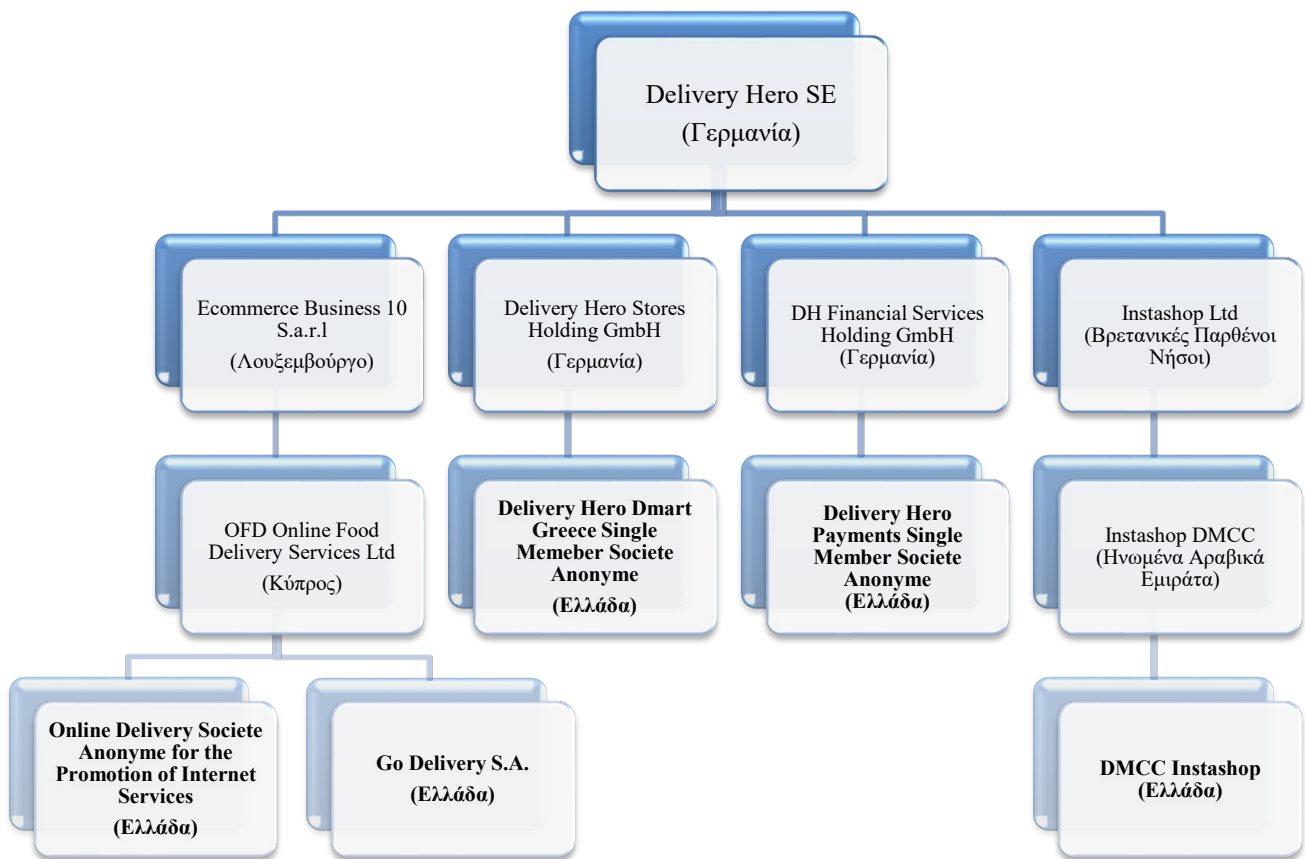 Delivery Hero SE
(Γερμανία)
Ecommerce Business 10
S.a.r.l
(Λουξεμβούργο)
Delivery Hero Stores
Holding GmbH
(Γερμανία)
DH Financial Services
Holding GmbH
(Γερμανία)
Instashop Ltd
(Βρετανικές Παρθένοι
Νήσοι)
OFD Online Food
Delivery Services Ltd
(Κύπρος)
Delivery Hero Dmart
Greece Single
Memeber Societe
Anonyme
(Ελλάδα)
Delivery Hero
Payments Single
Member Societe
Anonyme
(Ελλάδα)
Instashop DMCC
(Ηνωμένα Αραβικά
Εμιράτα)
Online Delivery Societe
Anonyme for the
Promotion of Internet
Services
(Ελλάδα)
Go Delivery S.A.
(Ελλάδα)
DMCC Instashop
(Ελλάδα)